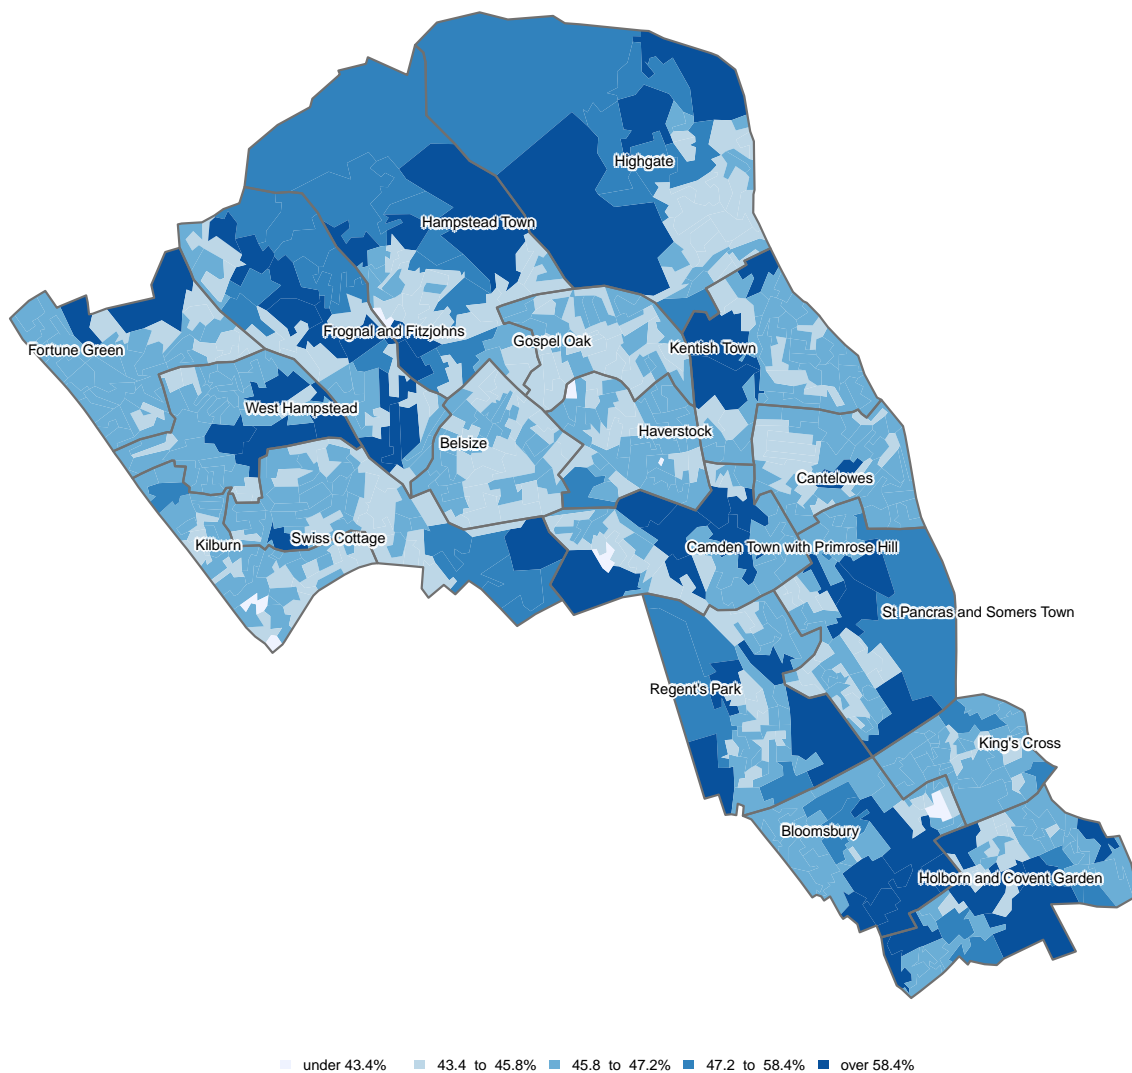 Highgate
Hampstead Town
Frognal and Fitzjohns
Gospel Oak
Kentish Town
Fortune Green
West Hampstead
Haverstock
Belsize
Cantelowes
Swiss Cottage
Kilburn
Camden Town with Primrose Hill
St Pancras and Somers Town
Regent's Park
King's Cross
Bloomsbury
Holborn and Covent Garden
under 43.4% 43.4 to 45.8% 45.8 to 47.2% 47.2 to 58.4% over 58.4%